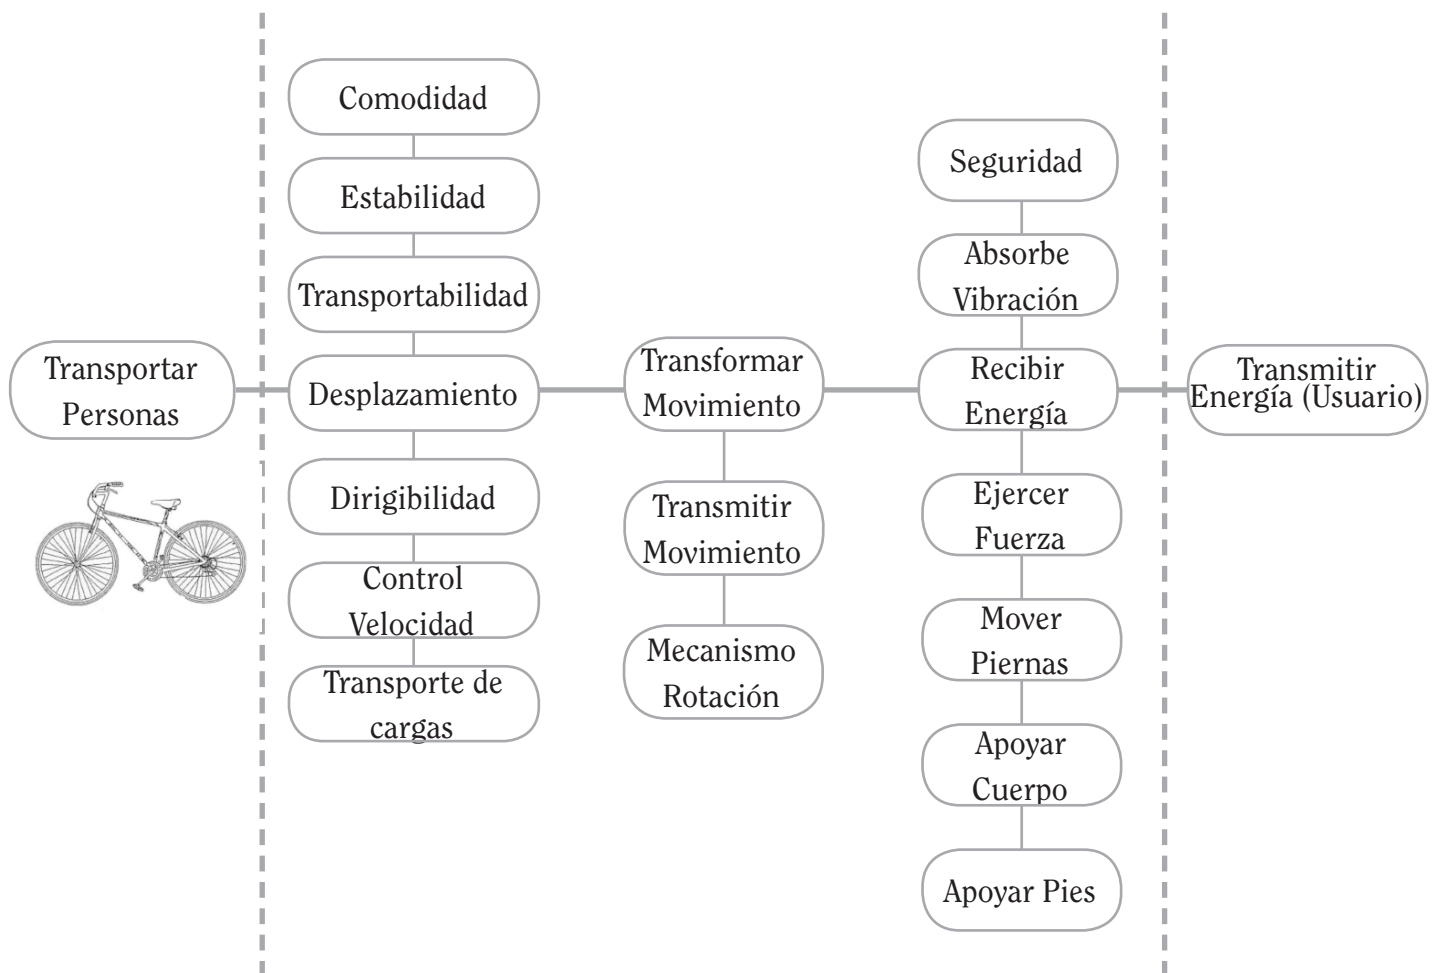 Transportar
Personas
Comodidad
Estabilidad
Transportabilidad
Desplazamiento
Dirigibilidad
Control
Velocidad
Transporte de
cargas
Transformar
Movimiento
Transmitir
Movimiento
Mecanismo
Rotación
Seguridad
Absorbe
Vibración
Recibir
Energía
Ejercer
Fuerza
Mover
Piernas
Apoyar
Cuerpo
Apoyar Pies
Transmitir
Energía (Usuario)